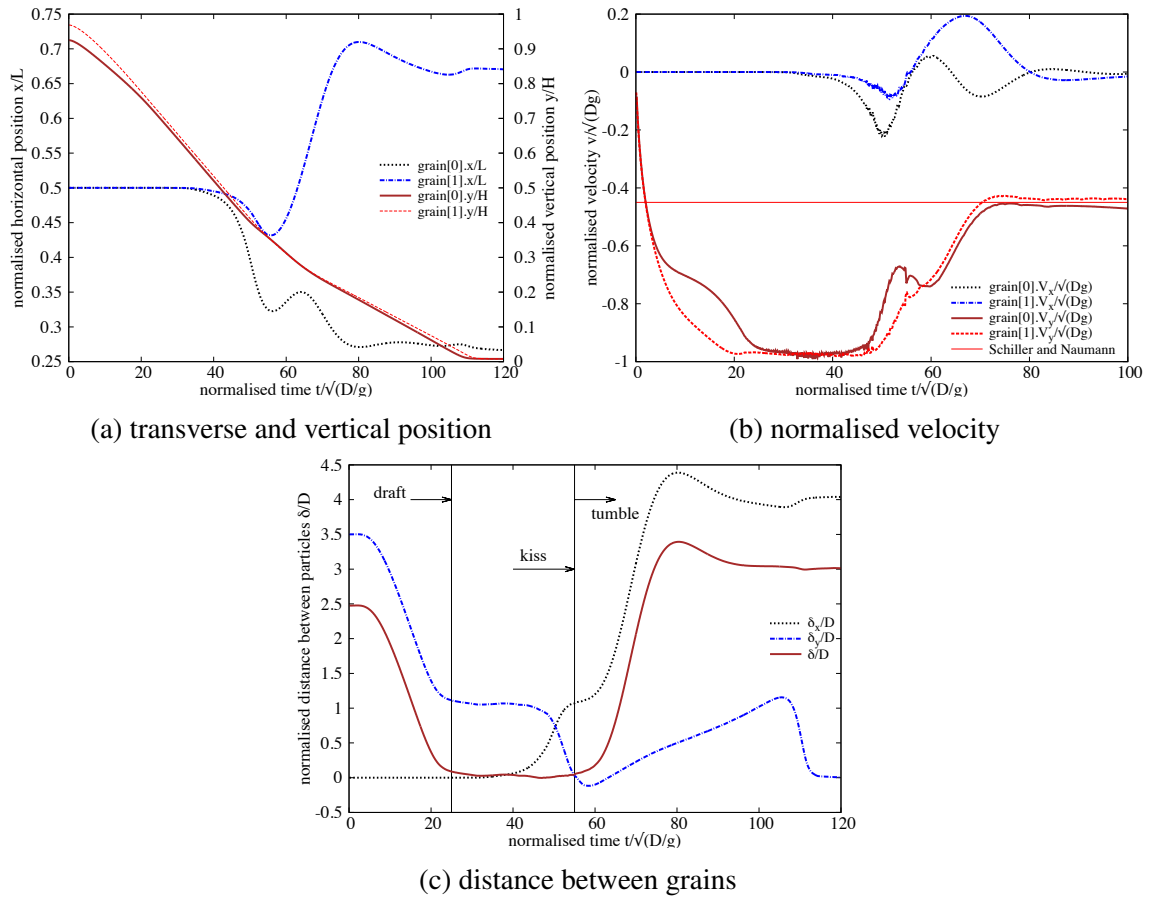 0.75
0.7
0.65
0.6
0.55
0.5
0.45
0.4
0.35
0.3
0.25
1
0.9
0.8
0.7
0.6
0.5
0.4
0.3
0.2
0.1
0
0 20 40 60 80 100 120
normalised horizontal position x/L
normalised vertical position y/H
normalised time t/√(D/g)
grain[0].x/L
grain[1].x/L
grain[0].y/H
grain[1].y/H
(a) transverse and vertical position
0.2
0
-0.2
-0.4
-0.6
-0.8
-1
0 20 40 60 80 100
normalised velocity v/√(Dg)
normalised time t/√(D/g)
grain[0].Vx/√(Dg)
grain[1].Vx/√(Dg)
grain[0].Vy/√(Dg)
grain[1].Vy/√(Dg)
Schiller and Naumann
(b) normalised velocity
4.5
4
3.5
3
2.5
2
1.5
1
0.5
0
-0.5
0 20 40 60 80 100 120
normalised distance between particles δ/D
normalised time t/√(D/g)
draft
kiss
tumble
δx/D
δy/D
δ/D
(c) distance between grains